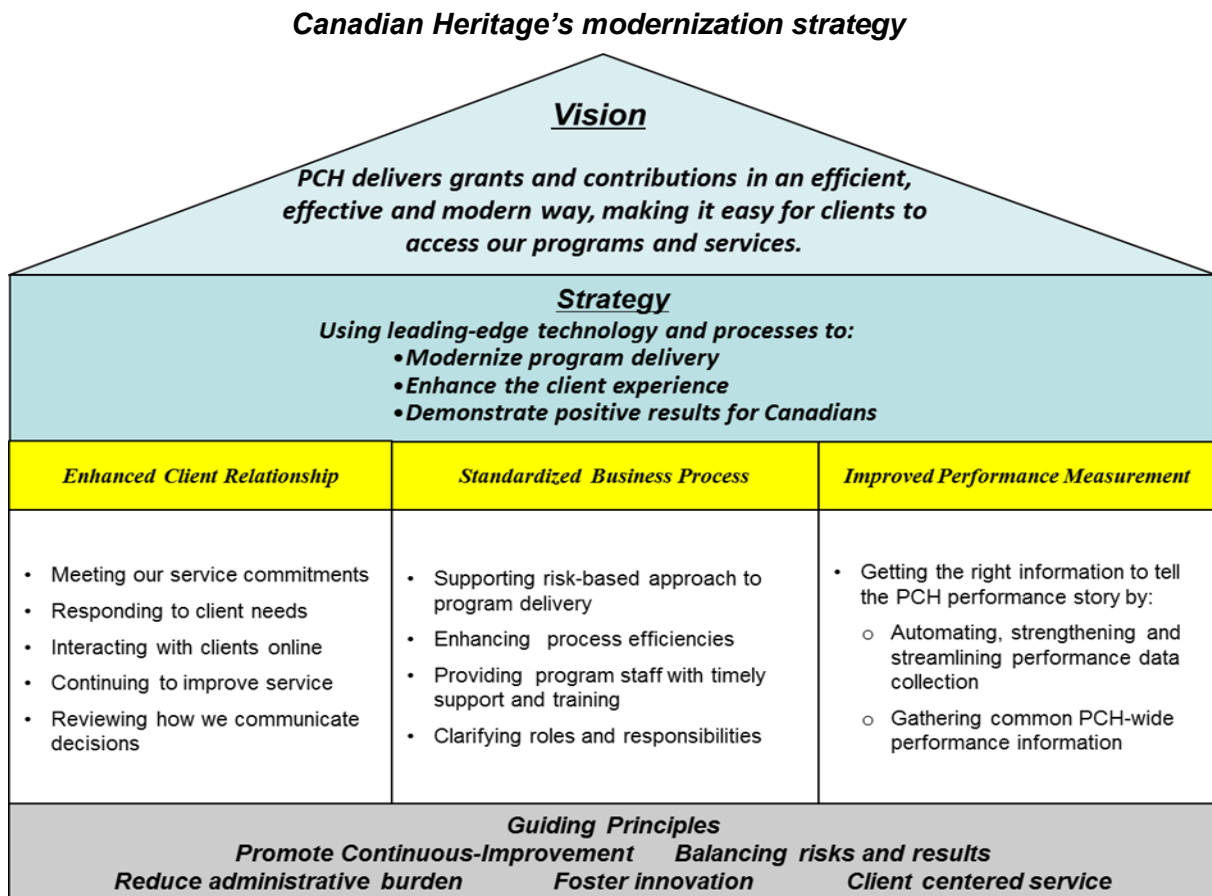 Canadian Heritage’s modernization strategy
Vision
PCH delivers grants and contributions in an efficient,
effective and modern way, making it easy for clients to
access our programs and services.
Strategy
Using leading-edge technology and processes to:
•Modernize program delivery
•Enhance the client experience
•Demonstrate positive results for Canadians
Enhanced Client Relationship
• Meeting our service commitments
• Responding to client needs
• Interacting with clients online
• Continuing to improve service
• Reviewing how we communicate
decisions
Standardized Business Process
• Supporting risk-based approach to
program delivery
• Enhancing process efficiencies
• Providing program staff with timely
support and training
• Clarifying roles and responsibilities
Improved Performance Measurement
• Getting the right information to tell
the PCH performance story by:
o Automating, strengthening and
streamlining performance data
collection
o Gathering common PCH-wide
performance information
Guiding Principles
Promote Continuous-Improvement Balancing risks and results
Reduce administrative burden Foster innovation Client centered service